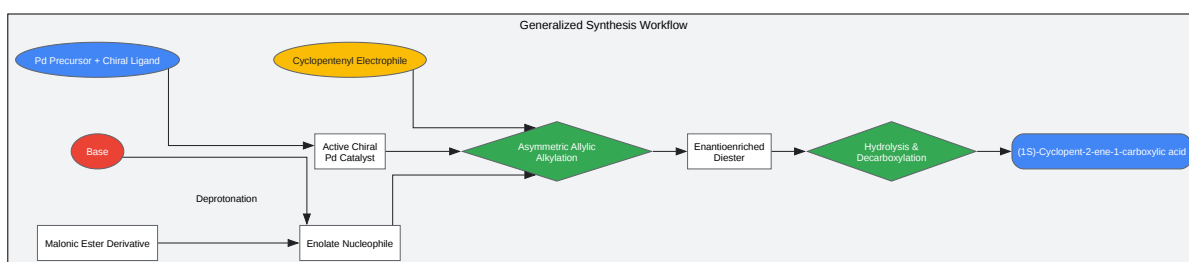 Generalized Synthesis Workflow
Pd Precursor + Chiral Ligand
Cyclopentenyl Electrophile
Base
Active Chiral
Pd Catalyst
Asymmetric Allylic
Alkylation
Enantioenriched
Diester
Hydrolysis &
Decarboxylation
(1S)-Cyclopent-2-ene-1-carboxylic acid
Deprotonation
Malonic Ester Derivative
Enolate Nucleophile